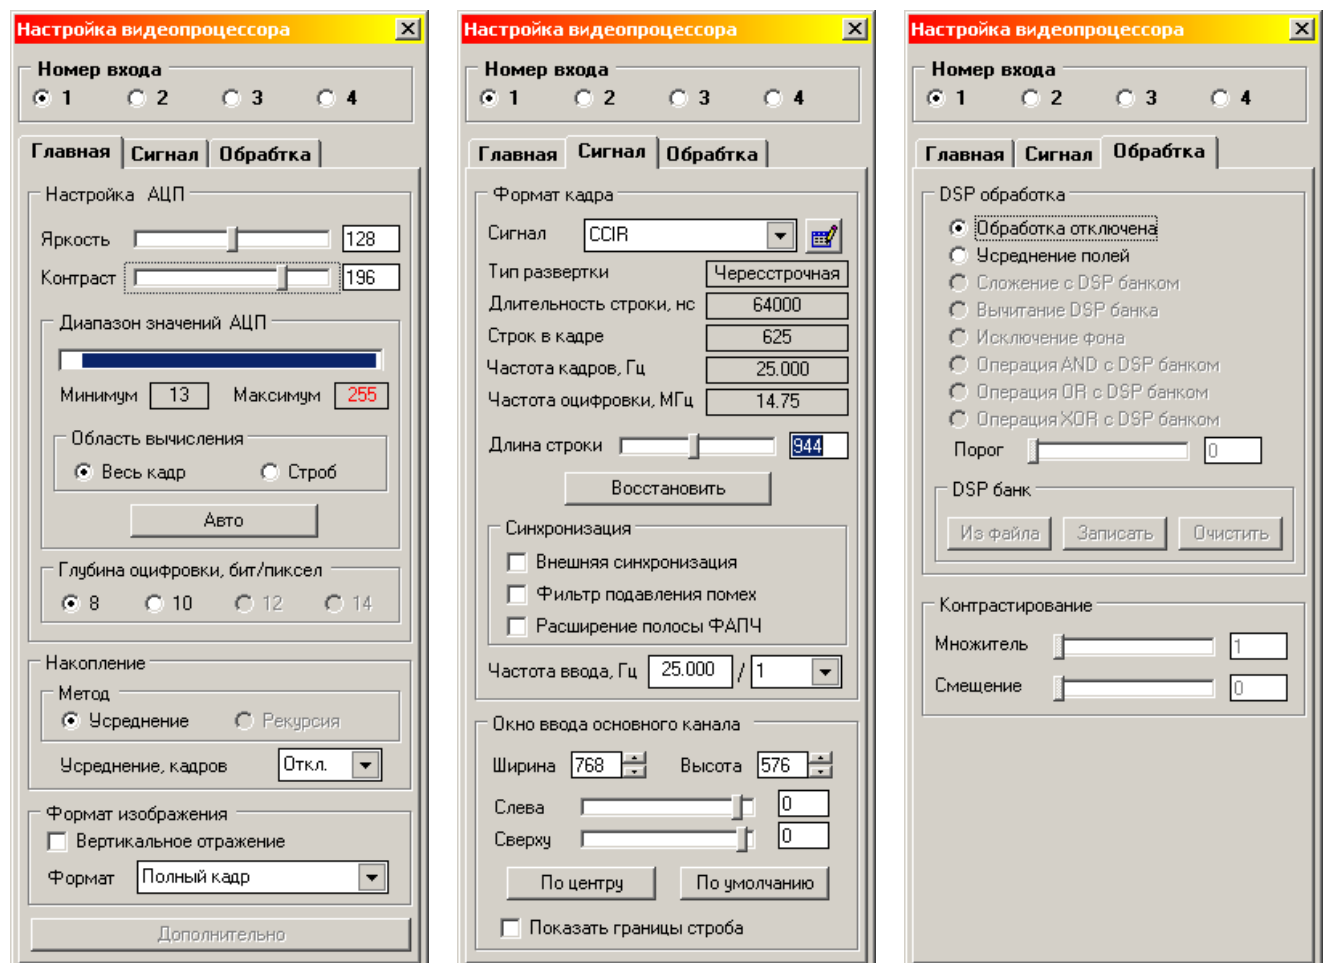 Настройка видеопроцессора
Номер входа
1 2 3 4
Главная Сигнал Обрабтка
Настройка АЦП
Яркость 128
Контраст 196
Диапазон значений АЦП
Минимум 13 Максимум 255
Область вычисления
Весь кадр Строб
Авто
Глубина оцифровки, бит/пиксел
8 10 12 14
Накопление
Метод
Усреднение Рекурсия
Усреднение, кадров Откл.
Формат изображения
Вертикальное отражение
Формат Полный кадр
Дополнительно
Настройка видеопроцессора
Номер входа
1 2 3 4
Главная Сигнал Обрабтка
Формат кадра
Сигнал CCIR
Тип развертки Чересстрочная
Длительность строки, нс 64000
Строк в кадре 625
Частота кадров, Гц 25.000
Частота оцифровки, МГц 14.75
Длина строки 944
Восстановить
Синхронизация
Внешняя синхронизация
Фильтр подавления помех
Расширение полосы ФАПЧ
Частота ввода, Гц 25.000 / 1
Окно ввода основного канала
Ширина 768 Высота 576
Слева 0
Сверху 0
По центру По умолчанию
Показать границы строба
Настройка видеопроцессора
Номер входа
1 2 3 4
Главная Сигнал Обрабтка
DSP обработка
Обработка отключена
Усреднение полей
Сложение с DSP банком
Вычитание DSP банка
Исключение фона
Операция AND с DSP банком
Операция OR с DSP банком
Операция XOR с DSP банком
Порог 0
DSP банк
Из файла Записать Очистить
Контрастирование
Множитель 1
Смещение 0